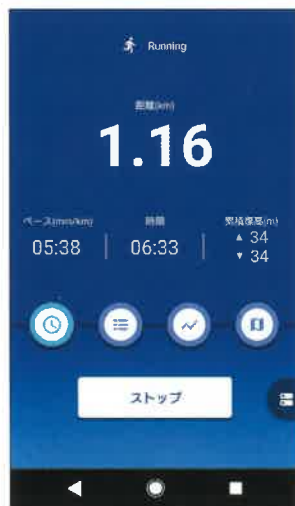 Running
距離(km)
1.16
ペース(min/km)
時間
累積標高(m)
05:38
06:33
▲ 34
▼ 34
ストップ